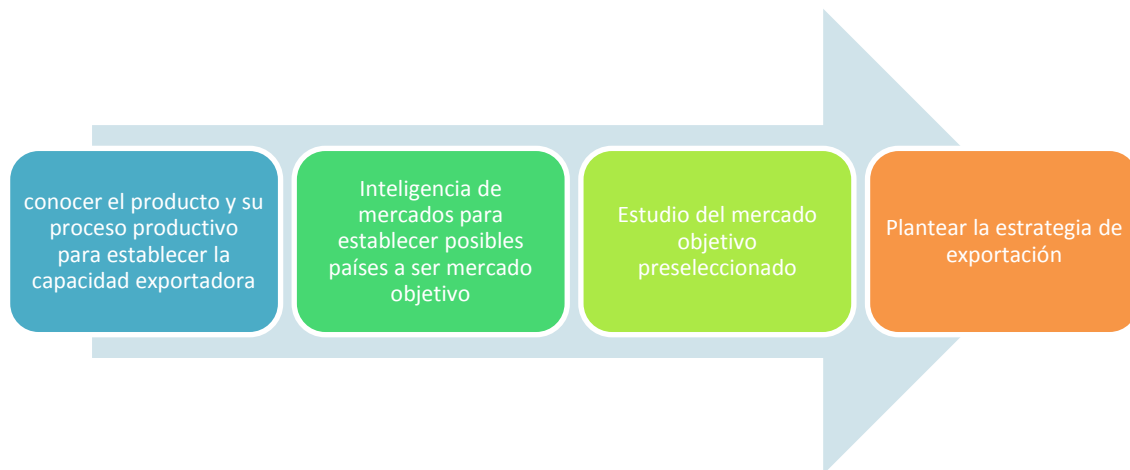 conocer el producto y su
proceso productivo
para establecer la
capacidad exportadora
Inteligencia de
mercados para
establecer posibles
países a ser mercado
objetivo
Estudio del mercado
objetivo
preseleccionado
Plantear la estrategia de
exportación